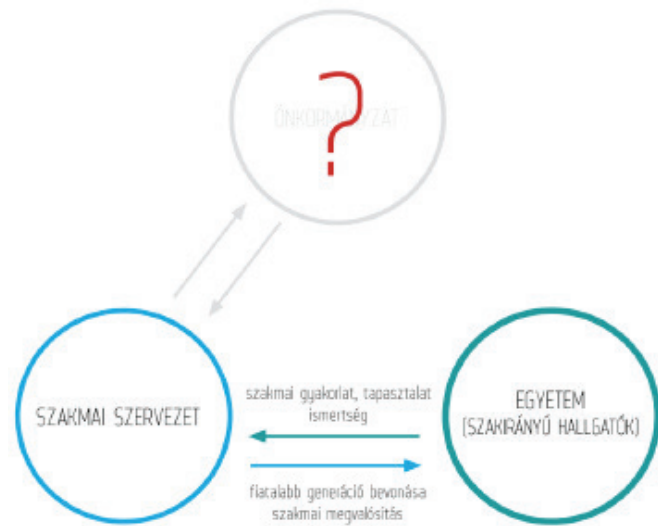 ÖNKORMÁNYZAT
?
SZAKMAI SZERVEZET
szakmai gyakorlat, tapasztalat
ismertség
EGYETEM
(SZAKIRÁNYÚ HALLGATÓK)
fiatalabb generáció bevonása
szakmai megvalósítás